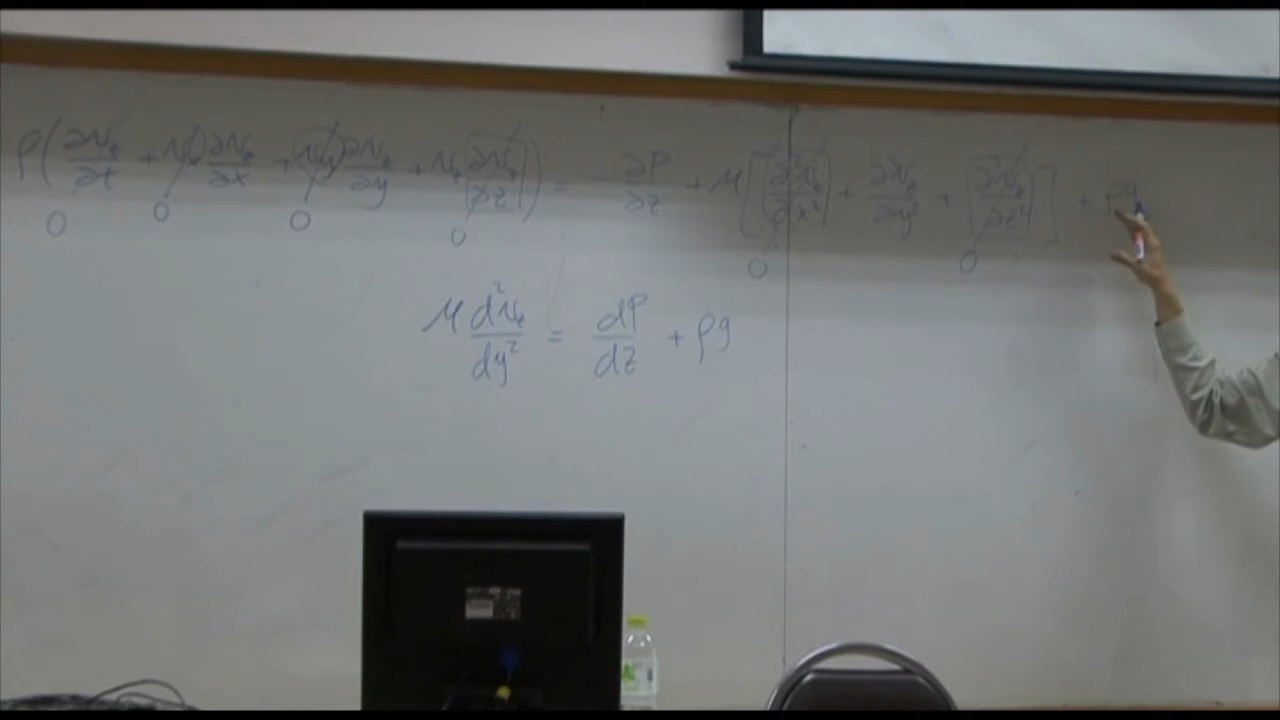 ρ(∂v_z/∂t + v_x ∂v_z/∂x + v_y ∂v_z/∂y + v_z ∂v_z/∂z) = -∂P/∂z + μ[∂²v_z/∂x² + ∂²v_z/∂y² + ∂²v_z/∂z²] + ρg
0 0 0 0 0 0
μ d²v_z/dy² = dP/dz + ρg